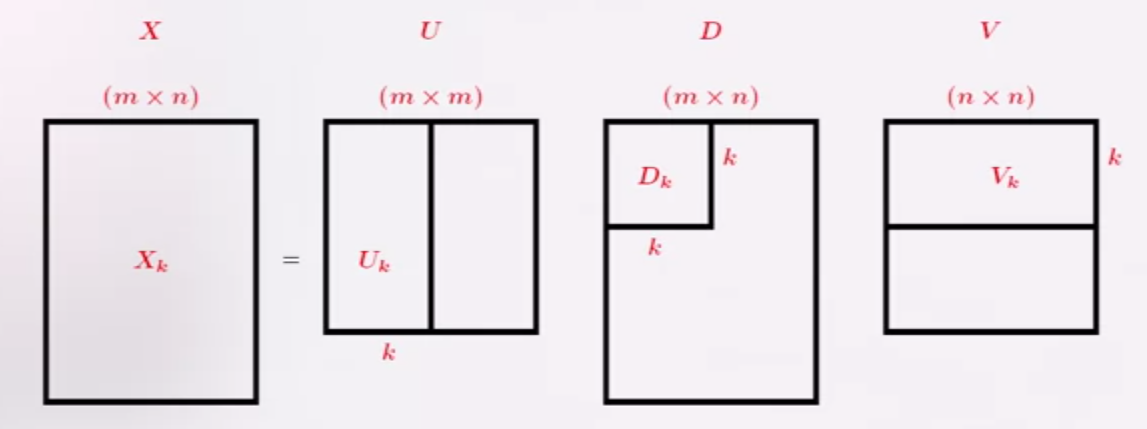 X U D V
(m × n) (m × m) (m × n) (n × n)
k k
D_k V_k
k
X_k = U_k
k